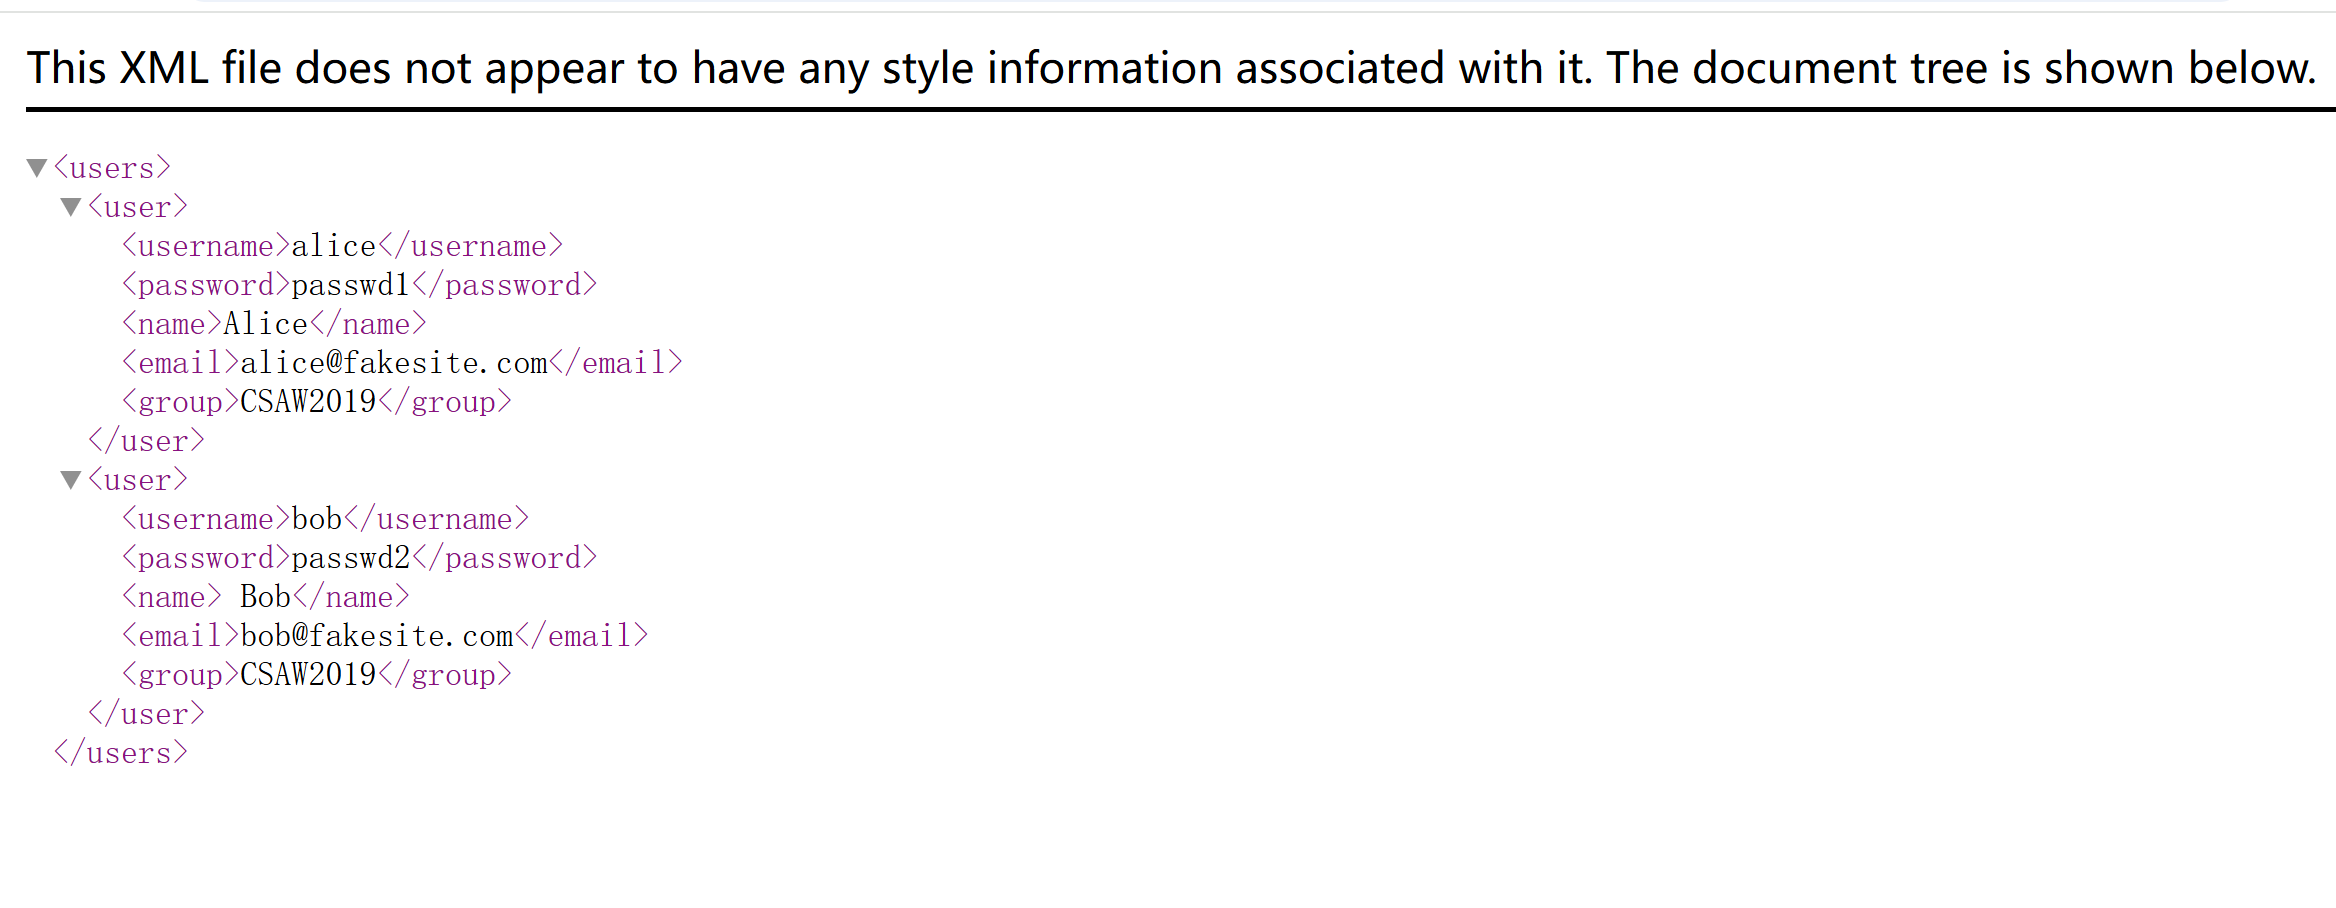 This XML file does not appear to have any style information associated with it. The document tree is shown below.
▼<users>
▼<user>
<username>alice</username>
<password>passwd1</password>
<name>Alice</name>
<email>alice@fakesite.com</email>
<group>CSAW2019</group>
</user>
▼<user>
<username>bob</username>
<password>passwd2</password>
<name> Bob</name>
<email>bob@fakesite.com</email>
<group>CSAW2019</group>
</user>
</users>